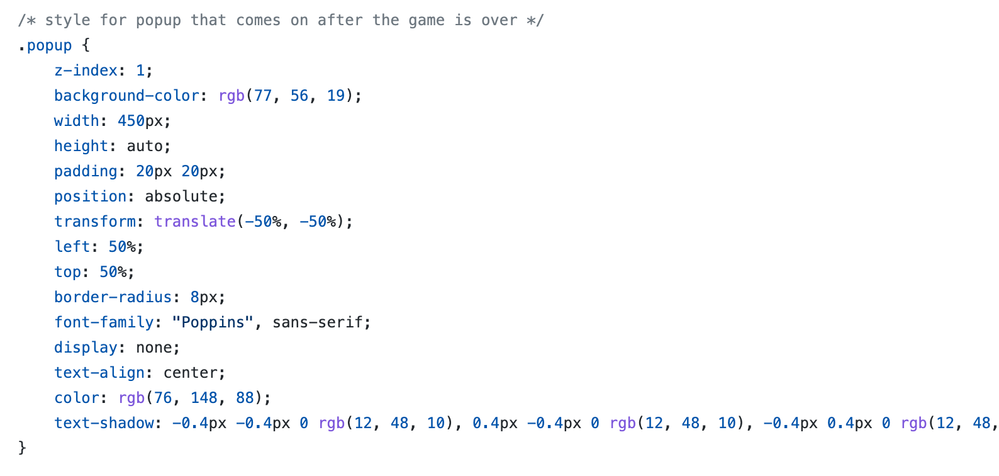 /* style for popup that comes on after the game is over */
.popup {
    z-index: 1;
    background-color: rgb(77, 56, 19);
    width: 450px;
    height: auto;
    padding: 20px 20px;
    position: absolute;
    transform: translate(-50%, -50%);
    left: 50%;
    top: 50%;
    border-radius: 8px;
    font-family: "Poppins", sans-serif;
    display: none;
    text-align: center;
    color: rgb(76, 148, 88);
    text-shadow: -0.4px -0.4px 0 rgb(12, 48, 10), 0.4px -0.4px 0 rgb(12, 48, 10), -0.4px 0.4px 0 rgb(12, 48,
}